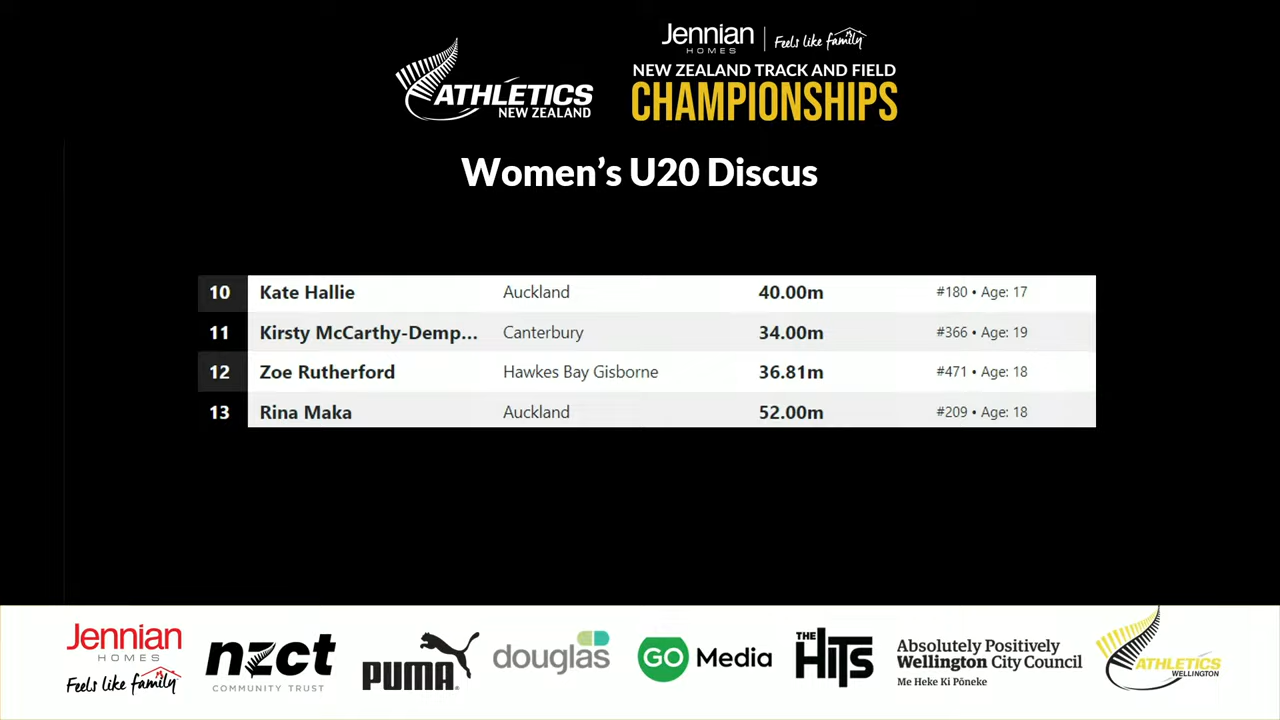 Jennian
HOMES
Feels like family
ATHLETICS
NEW ZEALAND
NEW ZEALAND TRACK AND FIELD
CHAMPIONSHIPS
Women's U20 Discus
10 Kate Hallie Auckland 40.00m #180 • Age: 17
11 Kirsty McCarthy-Demp... Canterbury 34.00m #366 • Age: 19
12 Zoe Rutherford Hawkes Bay Gisborne 36.81m #471 • Age: 18
13 Rina Maka Auckland 52.00m #209 • Age: 18
Jennian
HOMES
Feels like family
nzct
COMMUNITY TRUST
PUMA
douglas
GO Media
THE HITS
Absolutely Positively
Wellington City Council
Me Heke Ki Pōneke
ATHLETICS
WELLINGTON